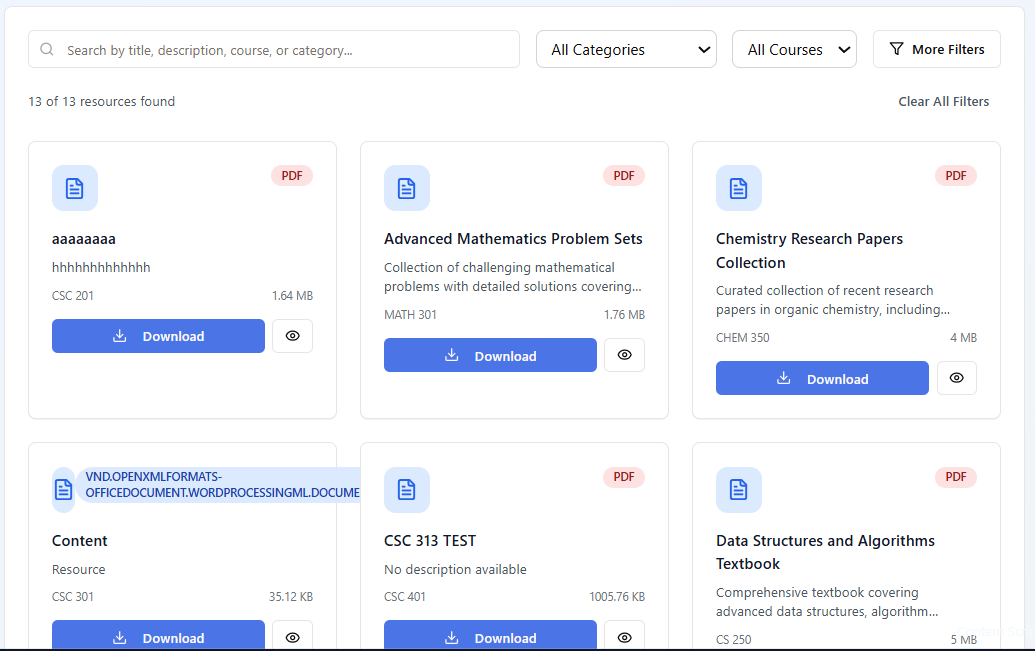 Search by title, description, course, or category...
All Categories
All Courses
More Filters
13 of 13 resources found
Clear All Filters
PDF
aaaaaaaa
hhhhhhhhhhhhh
CSC 201
1.64 MB
Download
PDF
Advanced Mathematics Problem Sets
Collection of challenging mathematical
problems with detailed solutions covering...
MATH 301
1.76 MB
Download
PDF
Chemistry Research Papers
Collection
Curated collection of recent research
papers in organic chemistry, including...
CHEM 350
4 MB
Download
VND.OPENXMLFORMATS-
OFFICEDOCUMENT.WORDPROCESSINGML.DOCUME
Content
Resource
CSC 301
35.12 KB
Download
PDF
CSC 313 TEST
No description available
CSC 401
1005.76 KB
Download
PDF
Data Structures and Algorithms
Textbook
Comprehensive textbook covering
advanced data structures, algorithm...
CS 250
5 MB